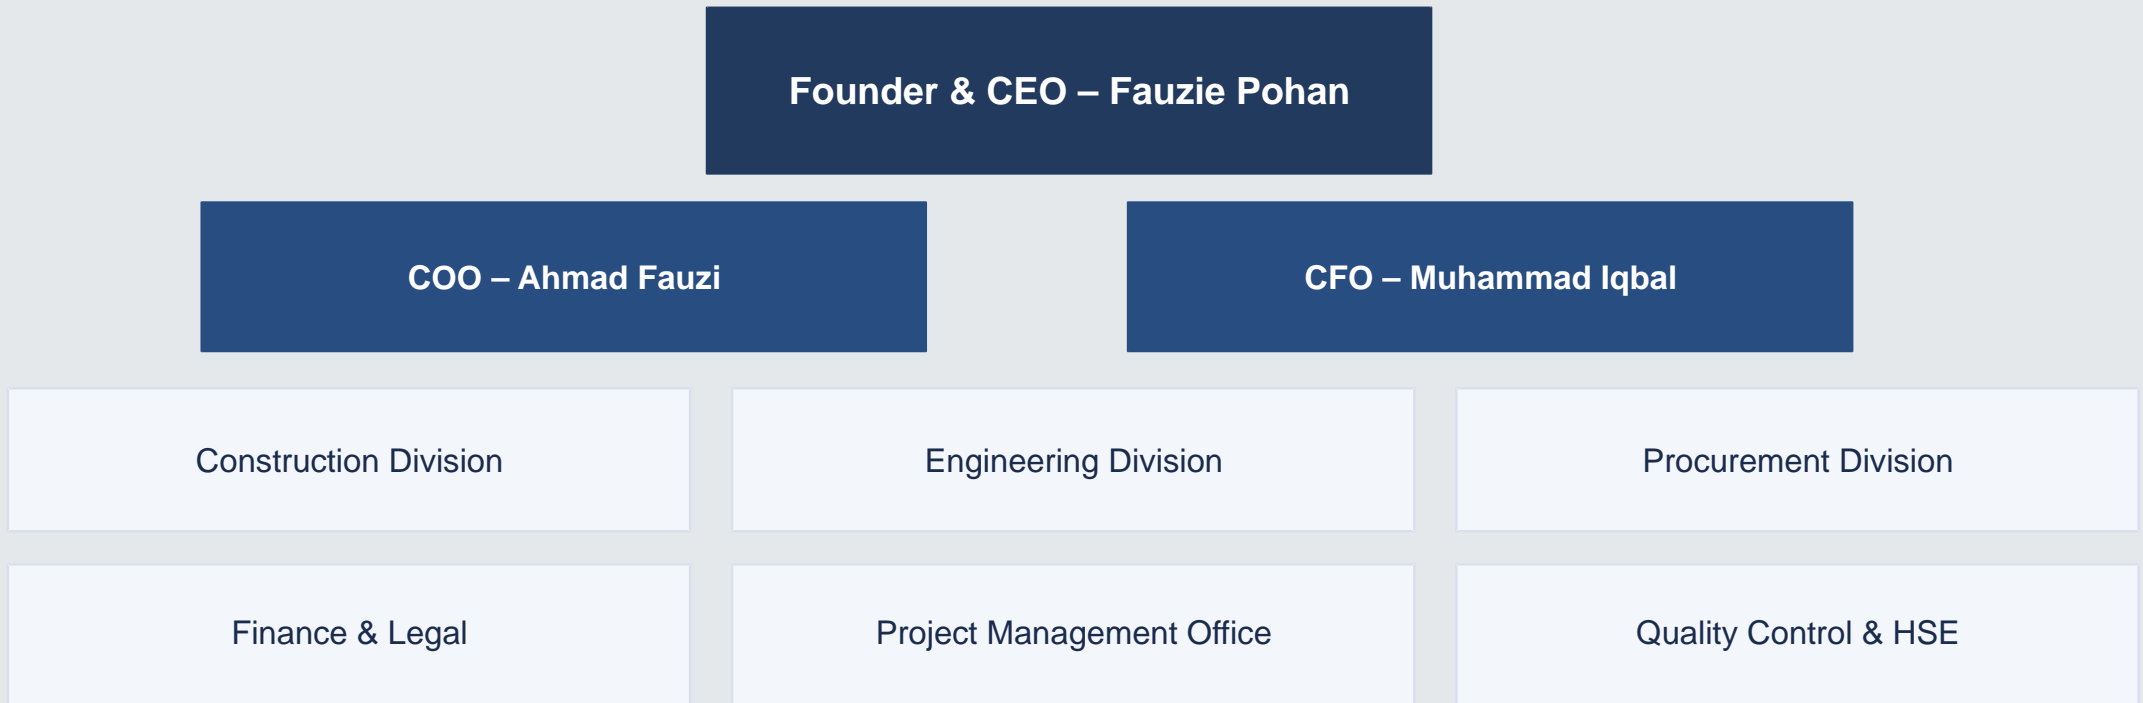 Founder & CEO – Fauzie Pohan
COO – Ahmad Fauzi
CFO – Muhammad Iqbal
Construction Division
Engineering Division
Procurement Division
Finance & Legal
Project Management Office
Quality Control & HSE